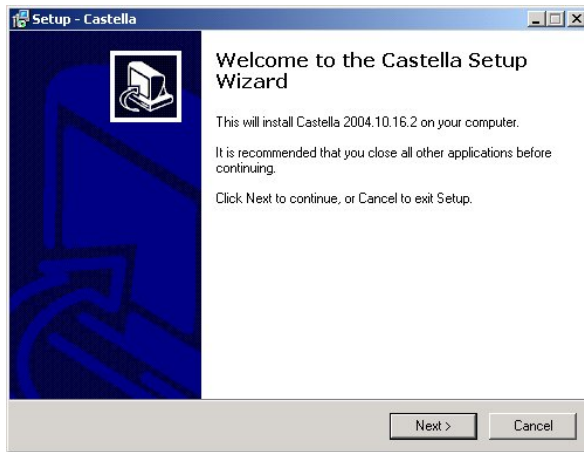 Setup - Castella
Welcome to the Castella Setup
Wizard
This will install Castella 2004.10.16.2 on your computer.
It is recommended that you close all other applications before
continuing.
Click Next to continue, or Cancel to exit Setup.
Next >
Cancel